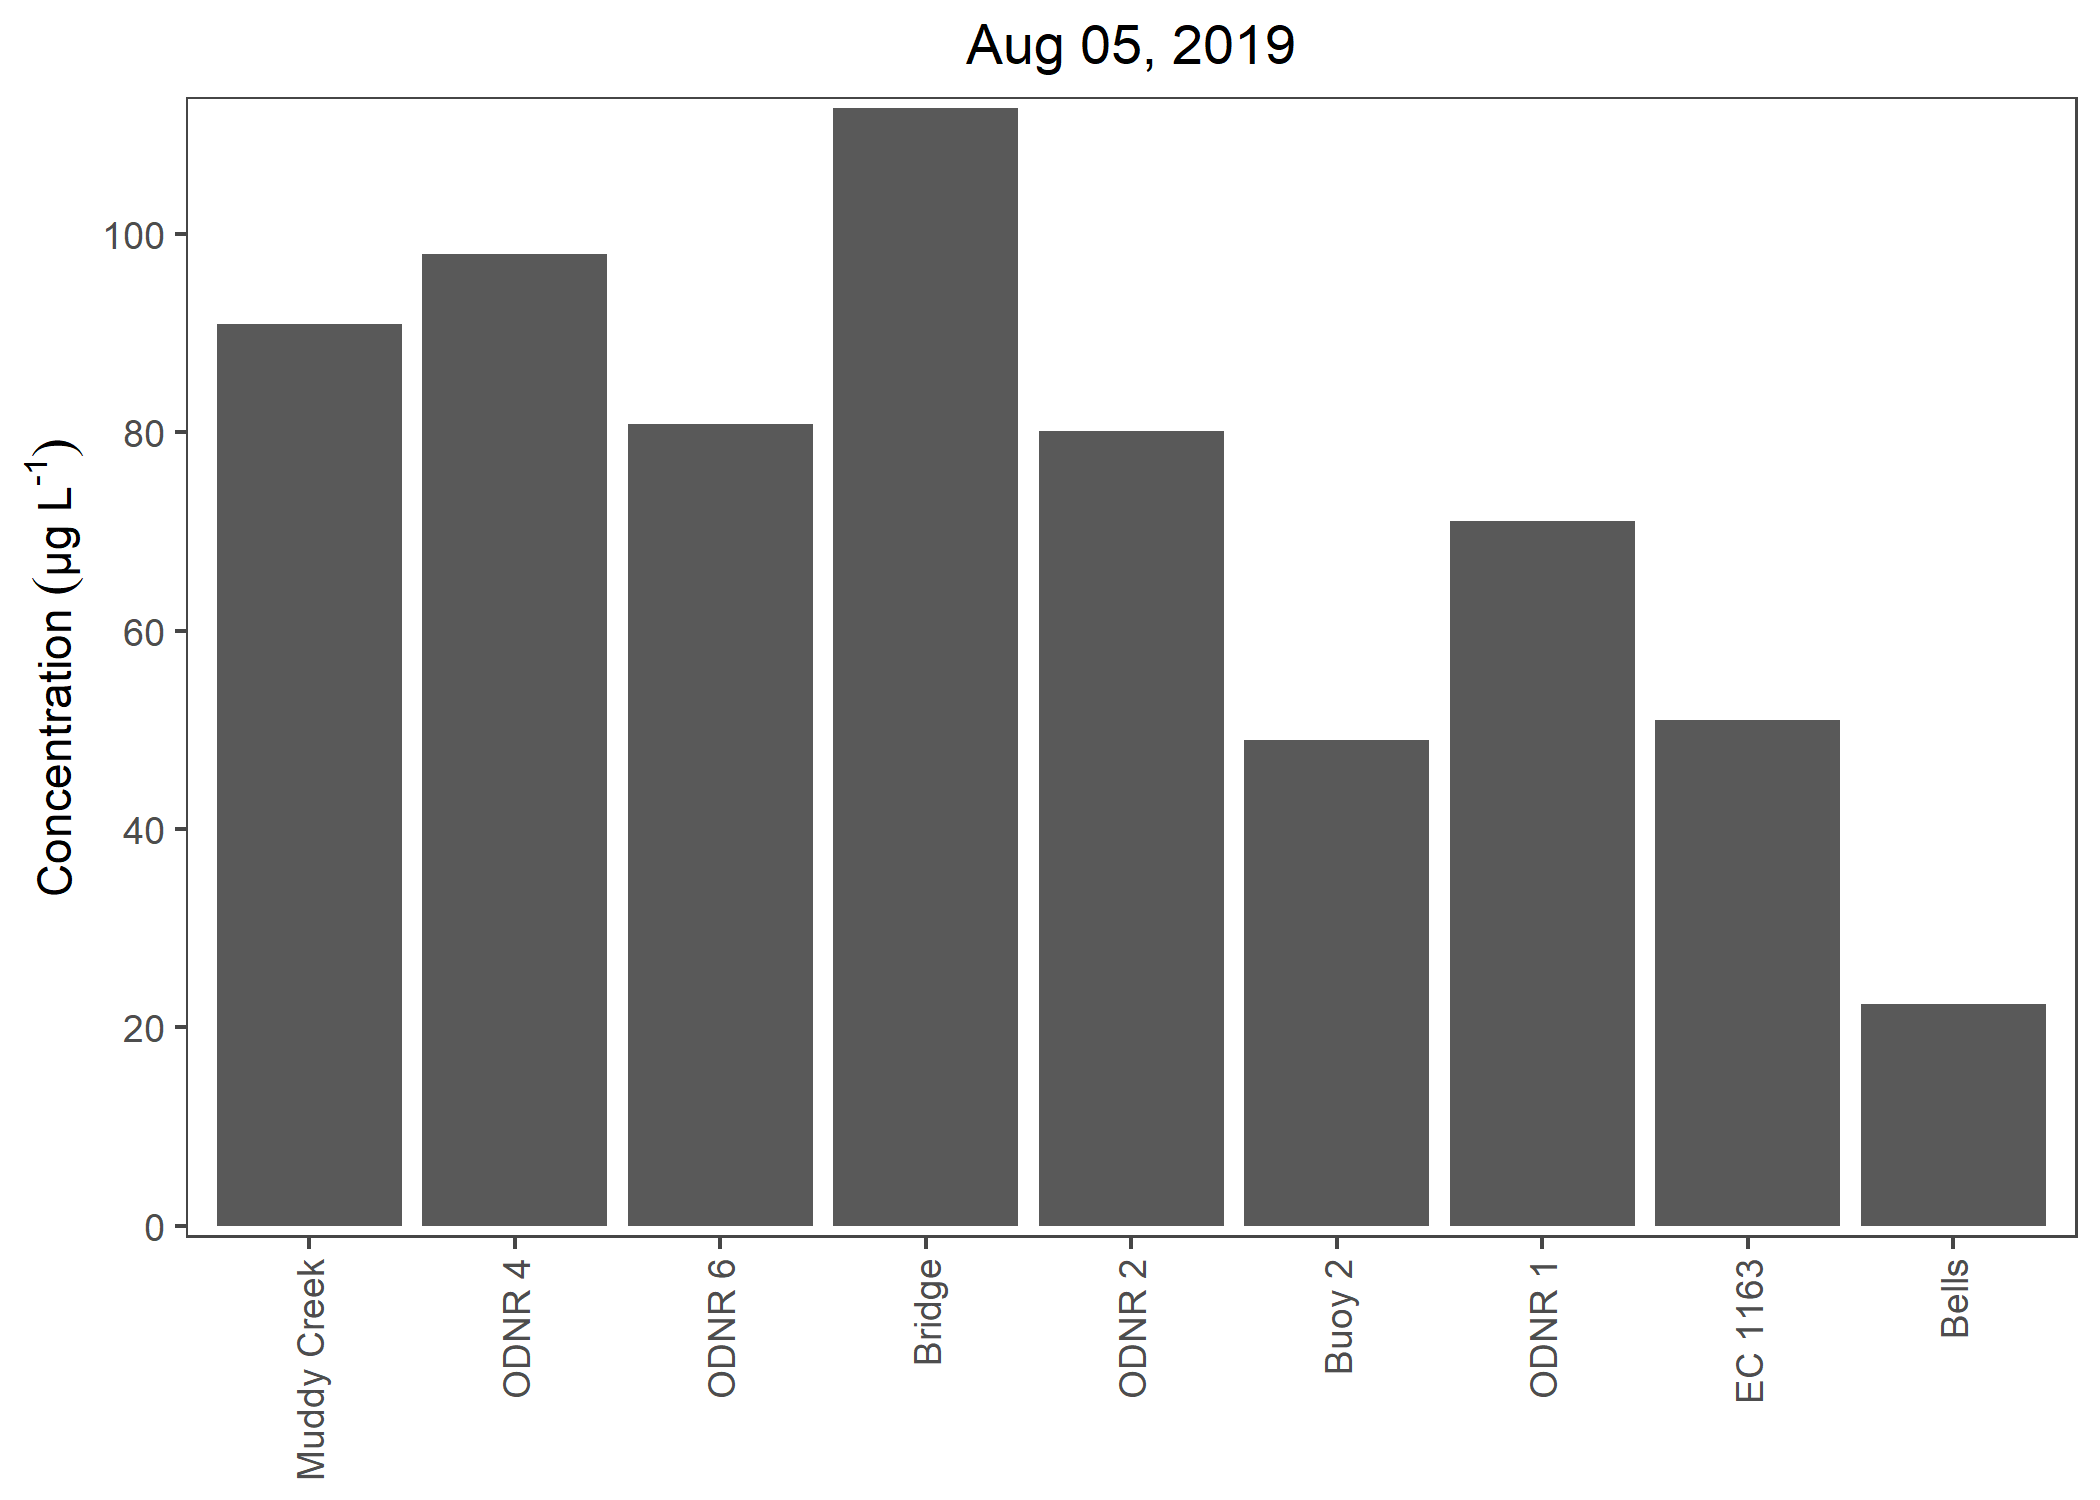 Aug 05, 2019
Concentration (µg L⁻¹)
100
80
60
40
20
0
Muddy Creek
ODNR 4
ODNR 6
Bridge
ODNR 2
Buoy 2
ODNR 1
EC 1163
Bells